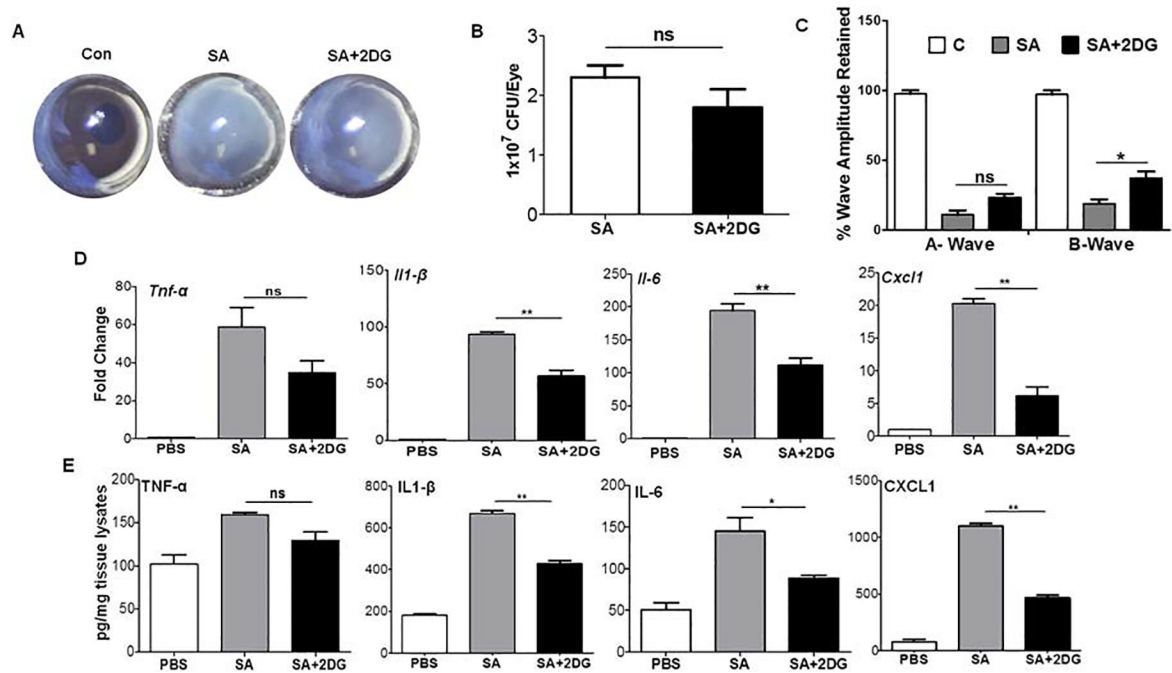 A
Con SA SA+2DG
B
ns
3
2
1
0
1x10⁷ CFU/Eye
SA SA+2DG
C
C SA SA+2DG
150
100
50
0
% Wave Amplitude Retained
ns
*
A- Wave B-Wave
D
Fold Change
Tnf-α
80
60
40
20
0
ns
PBS SA SA+2DG
Il1-β
150
100
50
0
**
PBS SA SA+2DG
Il-6
250
200
150
100
50
0
**
PBS SA SA+2DG
Cxcl1
25
20
15
10
5
0
**
PBS SA SA+2DG
E
pg/mg tissue lysates
TNF-α
200
150
100
50
0
ns
PBS SA SA+2DG
IL1-β
800
600
400
200
0
**
PBS SA SA+2DG
IL-6
200
150
100
50
0
*
PBS SA SA+2DG
CXCL1
1500
1000
500
0
**
PBS SA SA+2DG